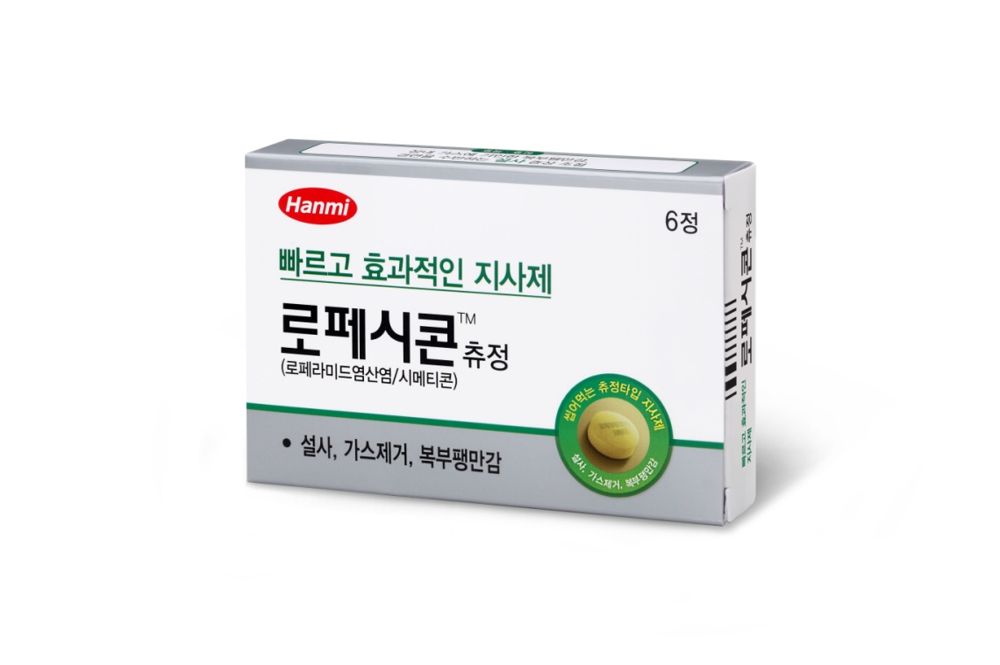 Hanmi
6정
빠르고 효과적인 지사제
로페시콘™ 츄정
(로페라미드염산염/시메티콘)
• 설사, 가스제거, 복부팽만감
씹어먹는 츄정타입 지사제
설사, 가스제거, 복부팽만감
빠르고 효과적인
지사제
로페시콘™ 츄정